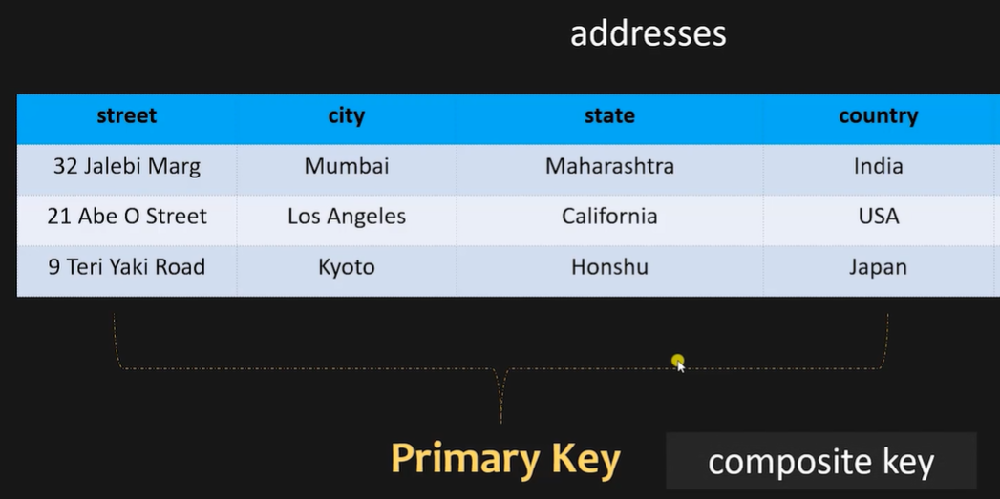 addresses
street city state country
32 Jalebi Marg Mumbai Maharashtra India
21 Abe O Street Los Angeles California USA
9 Teri Yaki Road Kyoto Honshu Japan
Primary Key composite key